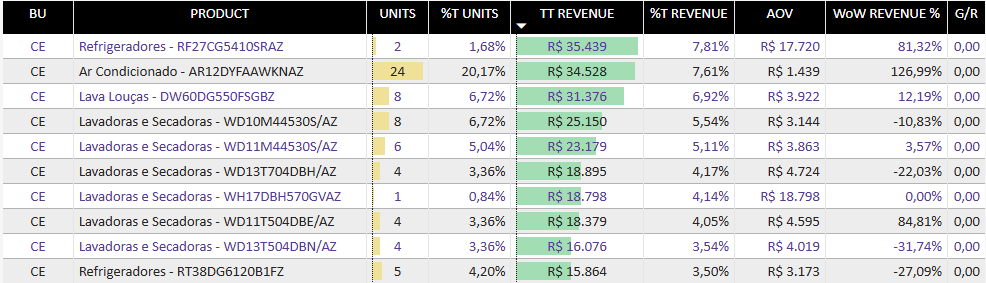 BU PRODUCT UNITS %T UNITS TT REVENUE %T REVENUE AOV WoW REVENUE % G/R
CE Refrigeradores - RF27CG5410SRAZ 2 1,68% R$ 35.439 7,81% R$ 17.720 81,32% 0,00
CE Ar Condicionado - AR12DYFAAWKNAZ 24 20,17% R$ 34.528 7,61% R$ 1.439 126,99% 0,00
CE Lava Louças - DW60DG550FSGBZ 8 6,72% R$ 31.376 6,92% R$ 3.922 12,19% 0,00
CE Lavadoras e Secadoras - WD10M44530S/AZ 8 6,72% R$ 25.150 5,54% R$ 3.144 -10,83% 0,00
CE Lavadoras e Secadoras - WD11M44530S/AZ 6 5,04% R$ 23.179 5,11% R$ 3.863 3,57% 0,00
CE Lavadoras e Secadoras - WD13T704DBH/AZ 4 3,36% R$ 18.895 4,17% R$ 4.724 -22,03% 0,00
CE Lavadoras e Secadoras - WH17DBH570GVAZ 1 0,84% R$ 18.798 4,14% R$ 18.798 0,00% 0,00
CE Lavadoras e Secadoras - WD11T504DBE/AZ 4 3,36% R$ 18.379 4,05% R$ 4.595 84,81% 0,00
CE Lavadoras e Secadoras - WD13T504DBN/AZ 4 3,36% R$ 16.076 3,54% R$ 4.019 -31,74% 0,00
CE Refrigeradores - RT38DG6120B1FZ 5 4,20% R$ 15.864 3,50% R$ 3.173 -27,09% 0,00